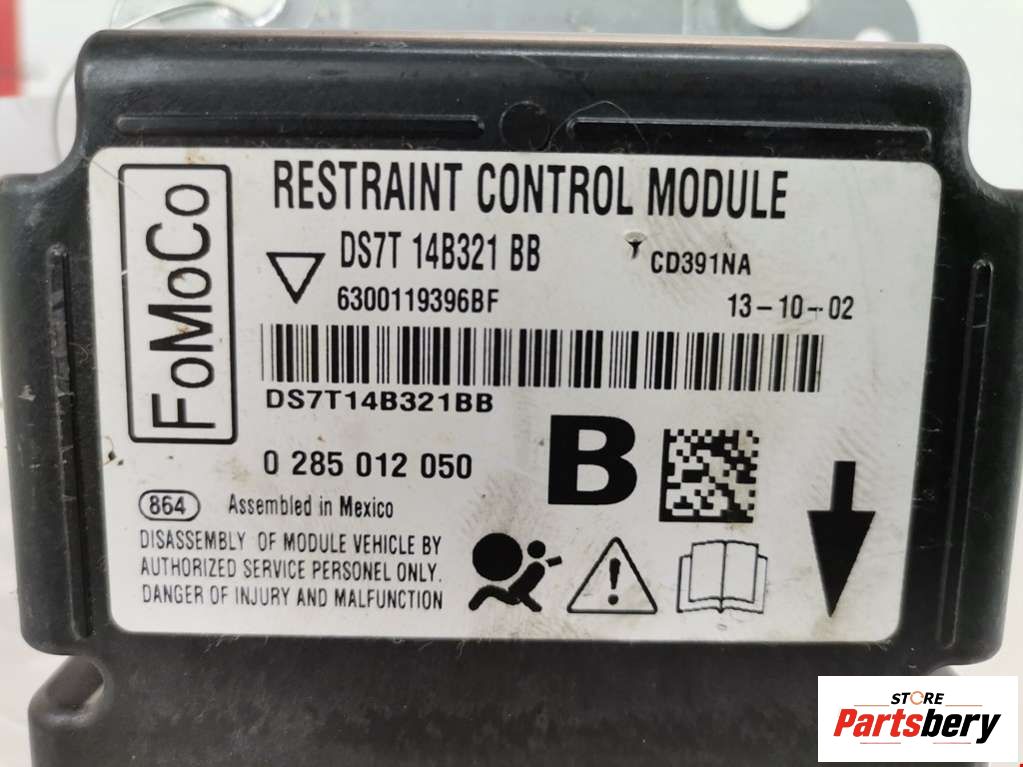 FoMoCo
RESTRAINT CONTROL MODULE
DS7T 14B321 BB
CD391NA
6300119396BF
13-10-02
DS7T14B321BB
0 285 012 050
B
864 Assembled in Mexico
DISASSEMBLY OF MODULE VEHICLE BY
AUTHORIZED SERVICE PERSONEL ONLY.
DANGER OF INJURY AND MALFUNCTION
STORE
Partsbery